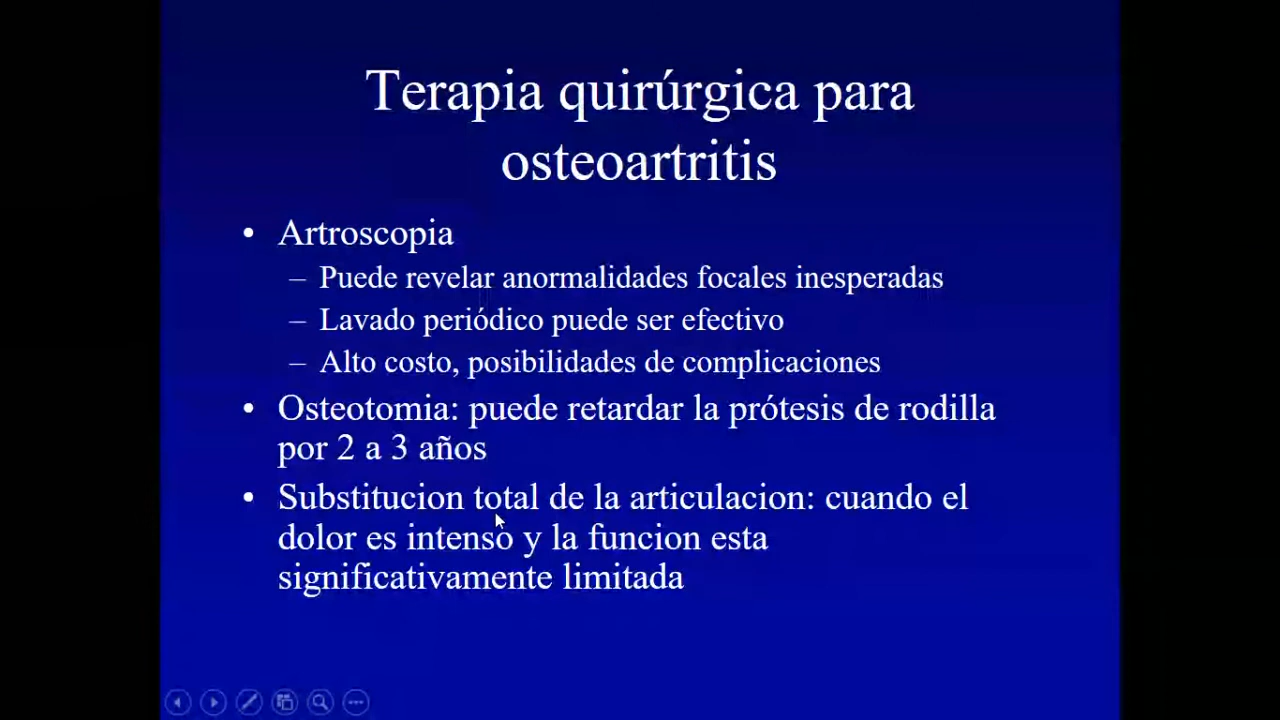 Terapia quirúrgica para
osteoartritis
• Artroscopia
– Puede revelar anormalidades focales inesperadas
– Lavado periódico puede ser efectivo
– Alto costo, posibilidades de complicaciones
• Osteotomia: puede retardar la prótesis de rodilla
por 2 a 3 años
• Substitucion total de la articulacion: cuando el
dolor es intenso y la funcion esta
significativamente limitada